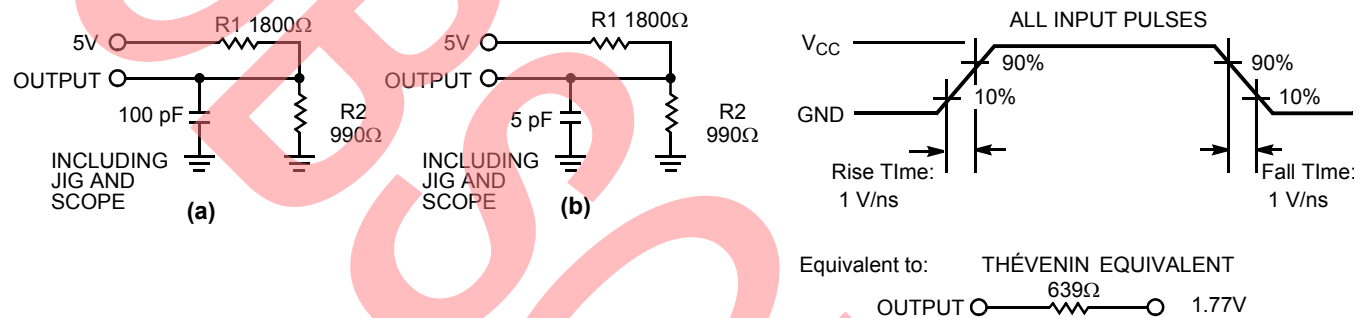 R1 1800Ω
5V
OUTPUT
100 pF
R2
990Ω
INCLUDING
JIG AND
SCOPE
(a)
R1 1800Ω
5V
OUTPUT
5 pF
R2
990Ω
INCLUDING
JIG AND
SCOPE
(b)
ALL INPUT PULSES
VCC
90%
10%
GND
90%
10%
Rise TIme:
1 V/ns
Fall TIme:
1 V/ns
Equivalent to:
THÉVENIN EQUIVALENT
639Ω
OUTPUT
1.77V